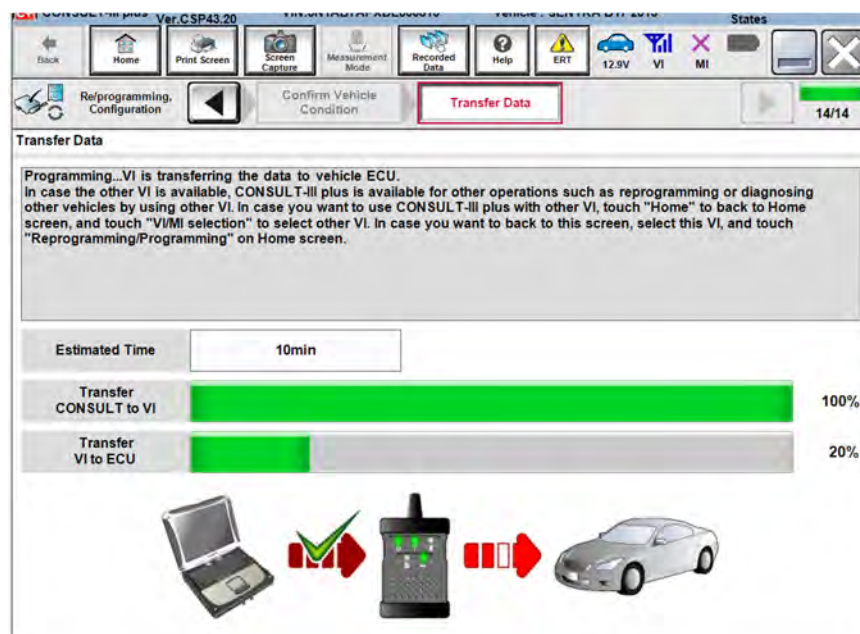 CONSULT-III plus Ver.CSP43.20 States
Back
Home
Print Screen
Screen
Capture
Measurement
Mode
Recorded
Data
Help
ERT
12.9V
VI
MI
Re/programming,
Configuration
Confirm Vehicle
Condition
Transfer Data
14/14
Transfer Data
Programming...VI is transferring the data to vehicle ECU.
In case the other VI is available, CONSULT-III plus is available for other operations such as reprogramming or diagnosing
other vehicles by using other VI. In case you want to use CONSULT-III plus with other VI, touch "Home" to back to Home
screen, and touch "VI/MI selection" to select other VI. In case you want to back to this screen, select this VI, and touch
"Reprogramming/Programming" on Home screen.
Estimated Time
10min
Transfer
CONSULT to VI
100%
Transfer
VI to ECU
20%